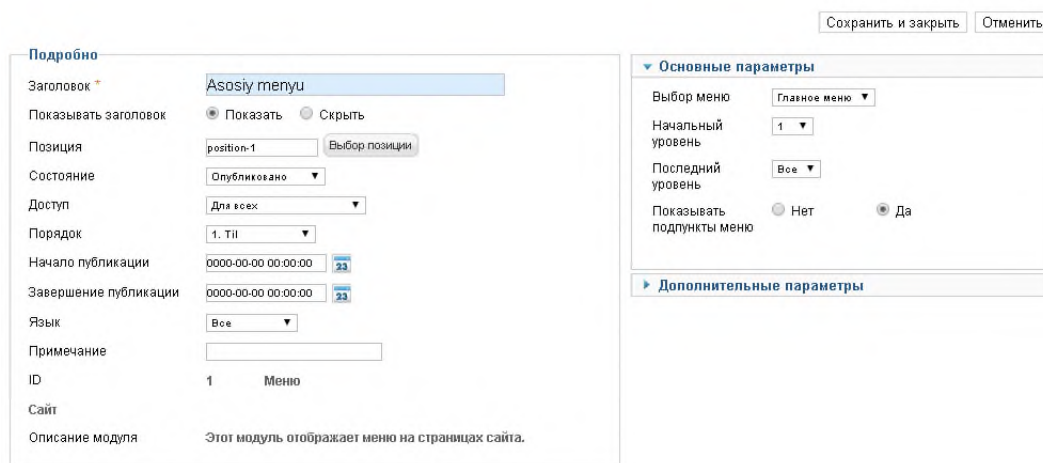 Сохранить и закрыть Отменить
Подробно
Заголовок * Asosiy menyu
Показывать заголовок Показать Скрыть
Позиция position-1 Выбор позиции
Состояние Опубликовано
Доступ Для всех
Порядок 1. Til
Начало публикации 0000-00-00 00:00:00 23
Завершение публикации 0000-00-00 00:00:00 23
Язык Все
Примечание
ID 1 Меню
Сайт
Описание модуля Этот модуль отображает меню на страницах сайта.
Основные параметры
Выбор меню Главное меню
Начальный
уровень 1
Последний
уровень Все
Показывать
подпункты меню Нет Да
Дополнительные параметры